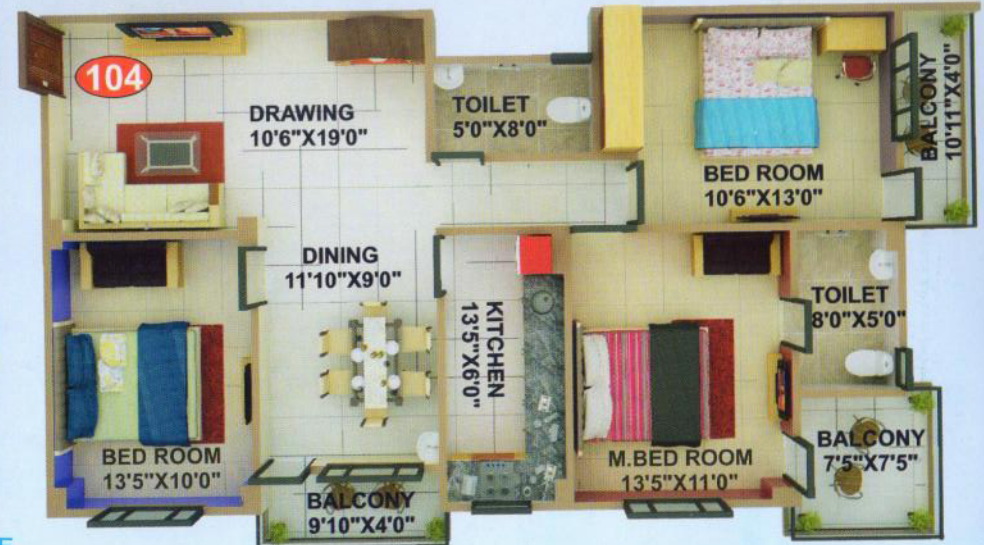 104
DRAWING
10'6"X19'0"
TOILET
5'0"X8'0"
BED ROOM
10'6"X13'0"
BALCONY
10'11"X4'0"
DINING
11'10"X9'0"
KITCHEN
13'5"X6'0"
TOILET
8'0"X5'0"
BED ROOM
13'5"X10'0"
BALCONY
9'10"X4'0"
M.BED ROOM
13'5"X11'0"
BALCONY
7'5"X7'5"